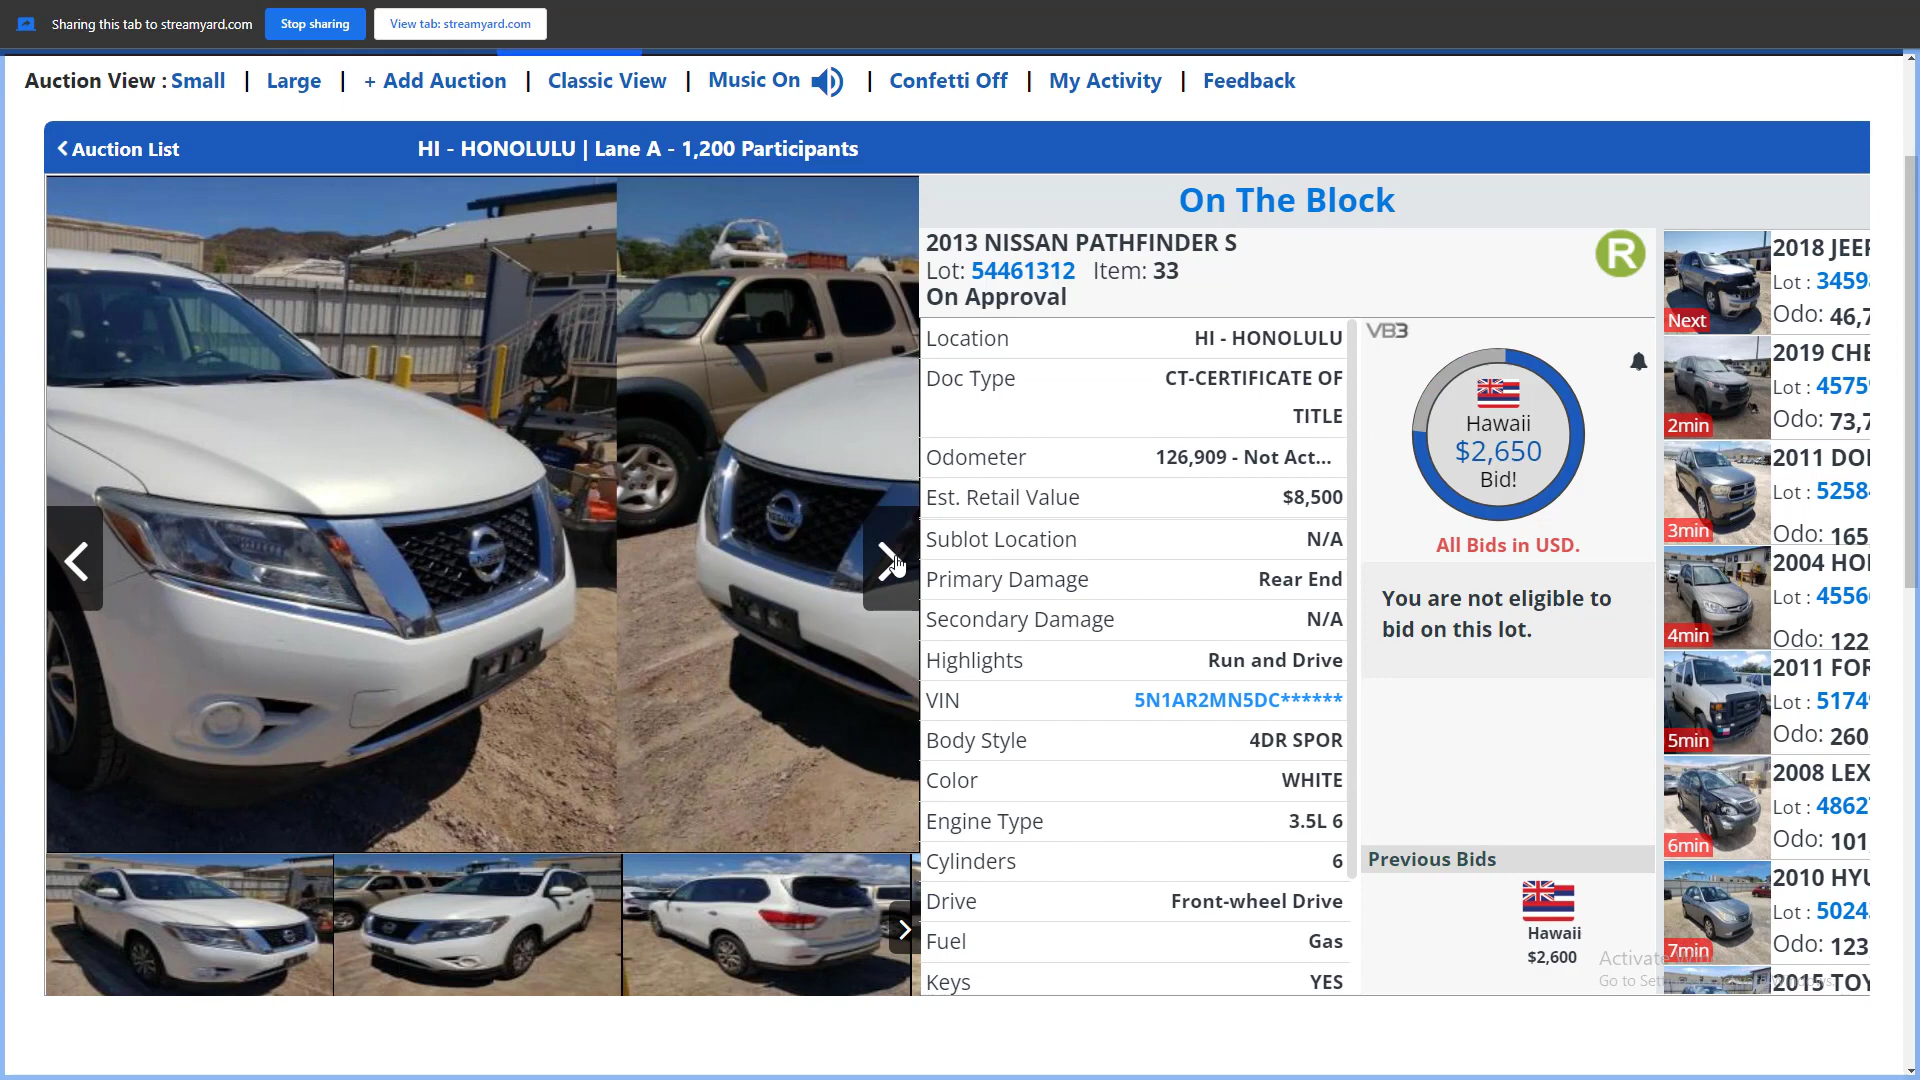 Sharing this tab to streamyard.com
Stop sharing
View tab: streamyard.com
Auction View : Small | Large | + Add Auction | Classic View | Music On | Confetti Off | My Activity | Feedback
Auction List
HI - HONOLULU | Lane A - 1,200 Participants
On The Block
2013 NISSAN PATHFINDER S
Lot: 54461312 Item: 33
On Approval
R
Location HI - HONOLULU
Doc Type CT-CERTIFICATE OF
TITLE
Odometer 126,909 - Not Act...
Est. Retail Value $8,500
Sublot Location N/A
Primary Damage Rear End
Secondary Damage N/A
Highlights Run and Drive
VIN 5N1AR2MN5DC******
Body Style 4DR SPOR
Color WHITE
Engine Type 3.5L 6
Cylinders 6
Drive Front-wheel Drive
Fuel Gas
Keys YES
VB3
Hawaii
$2,650
Bid!
All Bids in USD.
You are not eligible to
bid on this lot.
Previous Bids
Hawaii
$2,600
2018 JEEP
Lot : 3459
Odo: 46,7
Next
2019 CHE
Lot : 4575
Odo: 73,7
2min
2011 DO
Lot : 5258
Odo: 165,
3min
2004 HO
Lot : 4556
Odo: 122
4min
2011 FOR
Lot : 5174
Odo: 260
5min
2008 LEX
Lot : 4862
Odo: 101,
6min
2010 HYU
Lot : 5024
Odo: 123
7min
2015 TOY
Activate
Go to
NISSAN